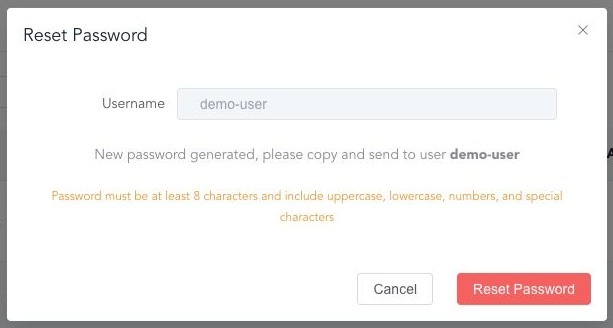 Reset Password
Username
demo-user
New password generated, please copy and send to user demo-user
Password must be at least 8 characters and include uppercase, lowercase, numbers, and special
characters
Cancel
Reset Password